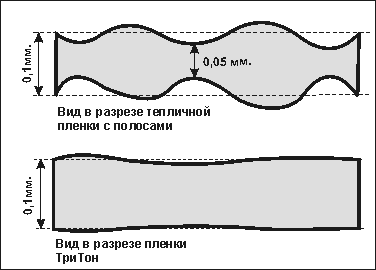 0,1мм.
0,05 мм.
Вид в разрезе тепличной
пленки с полосами
0,1мм.
Вид в разрезе пленки
ТриТон